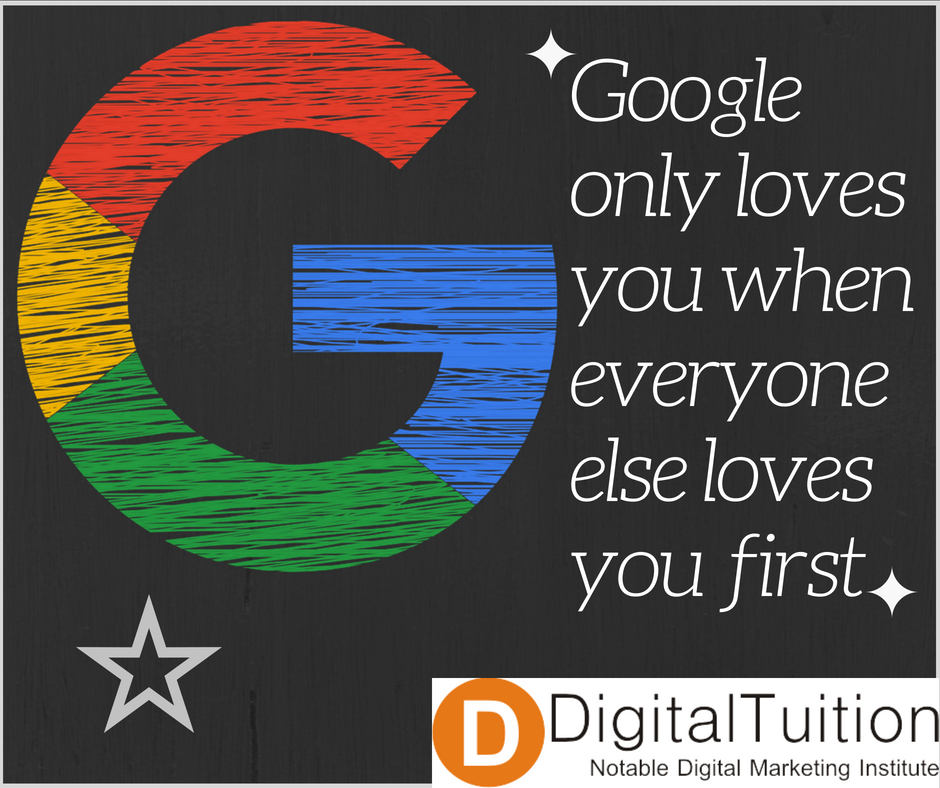 Google
only loves
you when
everyone
else loves
you first
D DigitalTuition
Notable Digital Marketing Institute